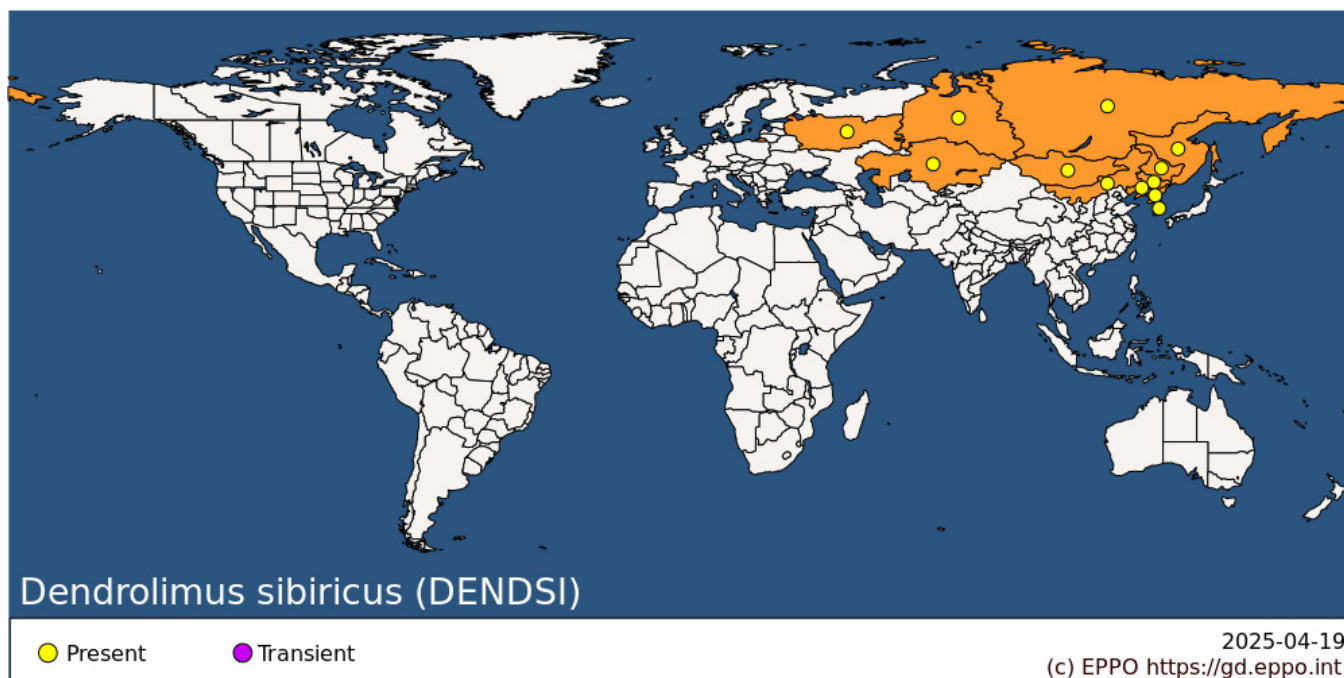 Dendrolimus sibiricus (DENDSI)
Present
Transient
2025-04-19
(c) EPPO https://gd.eppo.int